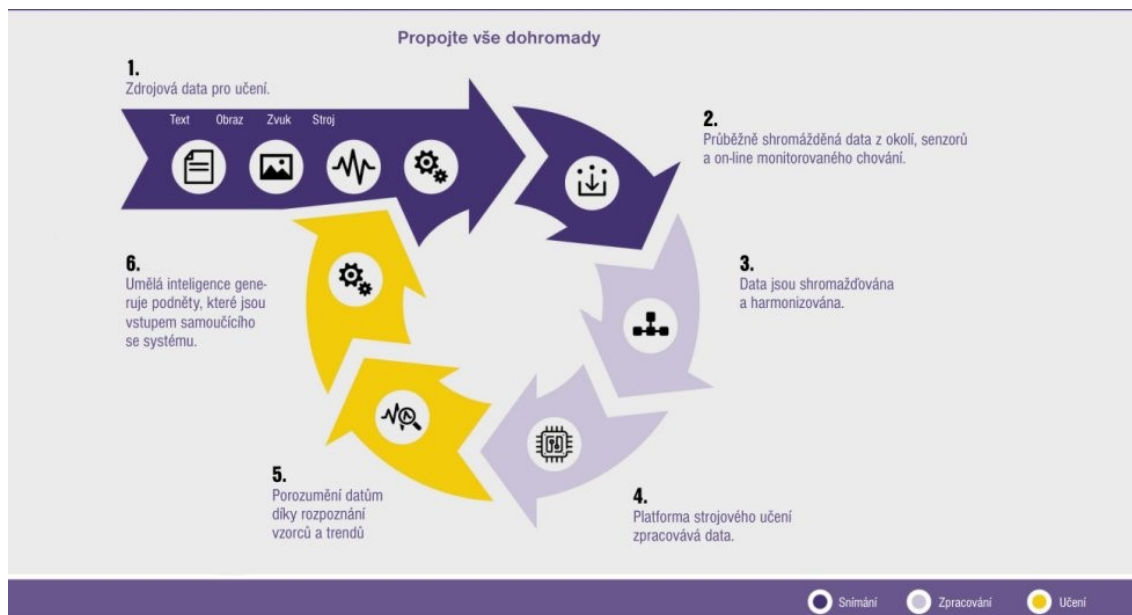 Propojte vše dohromady
1.
Zdrojová data pro učení.
Text Obraz Zvuk Stroj
2.
Průběžně shromážděná data z okolí, senzorů
a on-line monitorovaného chování.
3.
Data jsou shromažďována
a harmonizována.
4.
Platforma strojového učení
zpracovává data.
5.
Porozumění datům
díky rozpoznání
vzorců a trendů
6.
Umělá inteligence gene-
ruje podněty, které jsou
vstupem samoučícího
se systému.
Snímání Zpracování Učení